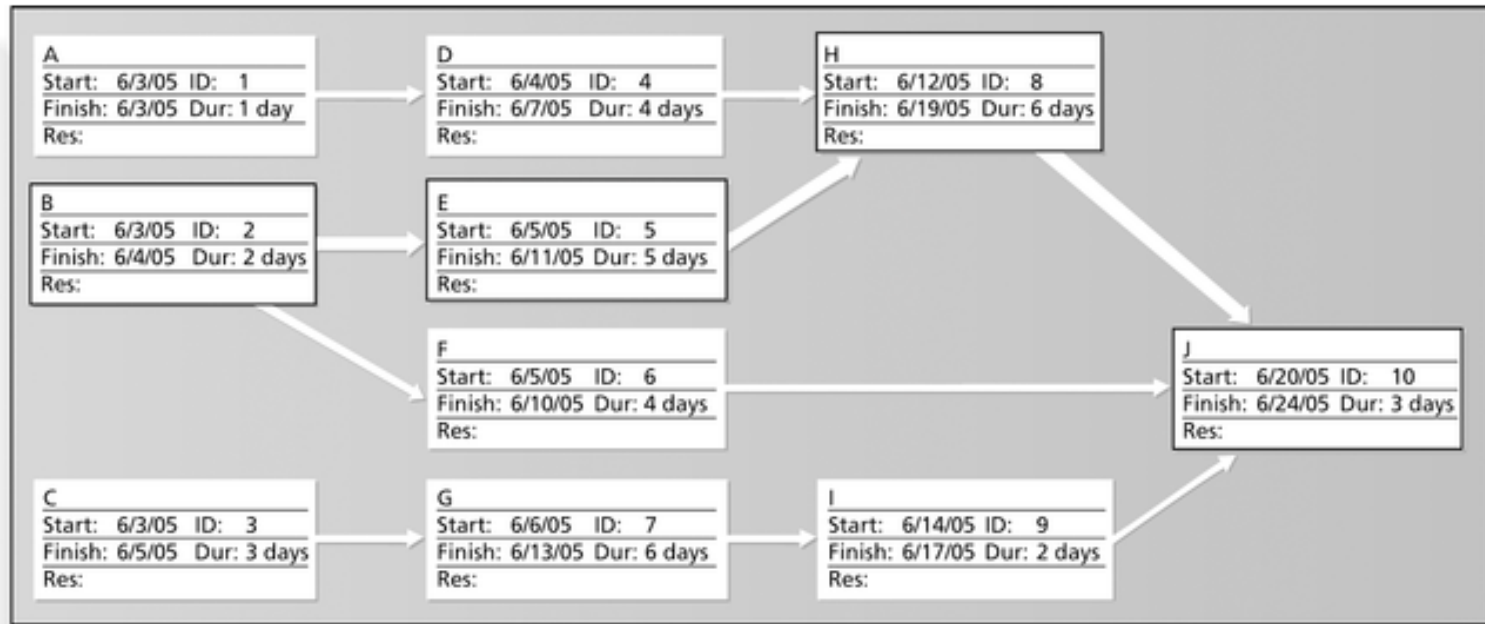 A
Start: 6/3/05 ID: 1
Finish: 6/3/05 Dur: 1 day
Res:
D
Start: 6/4/05 ID: 4
Finish: 6/7/05 Dur: 4 days
Res:
H
Start: 6/12/05 ID: 8
Finish: 6/19/05 Dur: 6 days
Res:
B
Start: 6/3/05 ID: 2
Finish: 6/4/05 Dur: 2 days
Res:
E
Start: 6/5/05 ID: 5
Finish: 6/11/05 Dur: 5 days
Res:
F
Start: 6/5/05 ID: 6
Finish: 6/10/05 Dur: 4 days
Res:
J
Start: 6/20/05 ID: 10
Finish: 6/24/05 Dur: 3 days
Res:
C
Start: 6/3/05 ID: 3
Finish: 6/5/05 Dur: 3 days
Res:
G
Start: 6/6/05 ID: 7
Finish: 6/13/05 Dur: 6 days
Res:
I
Start: 6/14/05 ID: 9
Finish: 6/17/05 Dur: 2 days
Res: